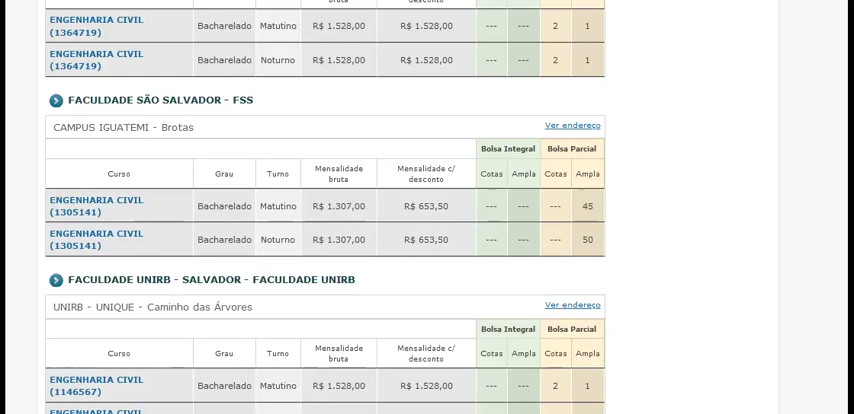 bruta desconto
ENGENHARIA CIVIL
(1364719) Bacharelado Matutino R$ 1.528,00 R$ 1.528,00 --- --- 2 1
ENGENHARIA CIVIL
(1364719) Bacharelado Noturno R$ 1.528,00 R$ 1.528,00 --- --- 2 1
FACULDADE SÃO SALVADOR - FSS
CAMPUS IGUATEMI - Brotas Ver endereço
Bolsa Integral Bolsa Parcial
Curso Grau Turno Mensalidade bruta Mensalidade c/ desconto Cotas Ampla Cotas Ampla
ENGENHARIA CIVIL
(1305141) Bacharelado Matutino R$ 1.307,00 R$ 653,50 --- --- --- 45
ENGENHARIA CIVIL
(1305141) Bacharelado Noturno R$ 1.307,00 R$ 653,50 --- --- --- 50
FACULDADE UNIRB - SALVADOR - FACULDADE UNIRB
UNIRB - UNIQUE - Caminho das Árvores Ver endereço
Bolsa Integral Bolsa Parcial
Curso Grau Turno Mensalidade bruta Mensalidade c/ desconto Cotas Ampla Cotas Ampla
ENGENHARIA CIVIL
(1146567) Bacharelado Matutino R$ 1.528,00 R$ 1.528,00 --- --- 2 1
ENGENHARIA CIVIL